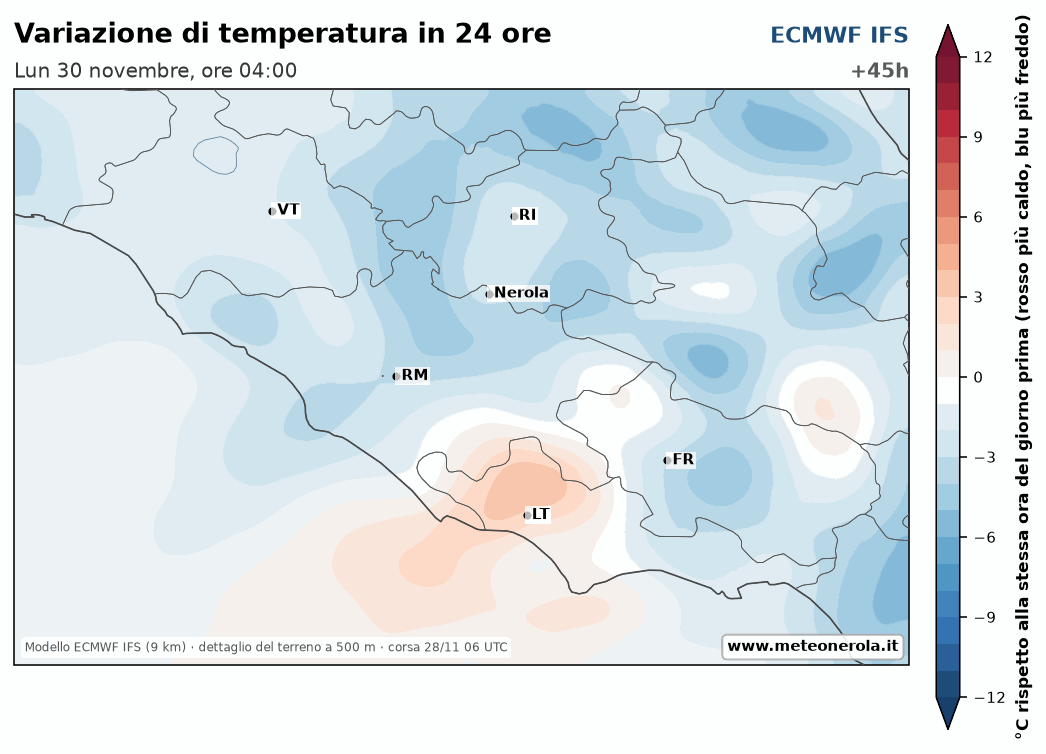 Variazione di temperatura in 24 ore
ECMWF IFS
Lun 30 novembre, ore 04:00
+45h
VT
RI
Nerola
RM
FR
LT
Modello ECMWF IFS (9 km) · dettaglio del terreno a 500 m · corsa 28/11 06 UTC
www.meteonerola.it
12
9
6
3
0
−3
−6
−9
−12
°C rispetto alla stessa ora del giorno prima (rosso più caldo, blu più freddo)